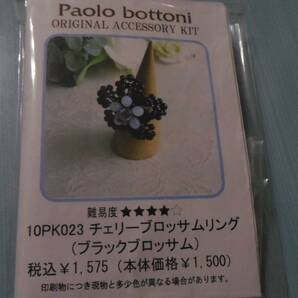 Paolo bottoni
ORIGINAL ACCESSORY KIT
難易度★★★★☆
10PK023 チェリーブロッサムリング
(ブラックブロッサム)
税込¥1,575(本体価格¥1,500)
印刷物につき現物と多少色が異なる場合があります。